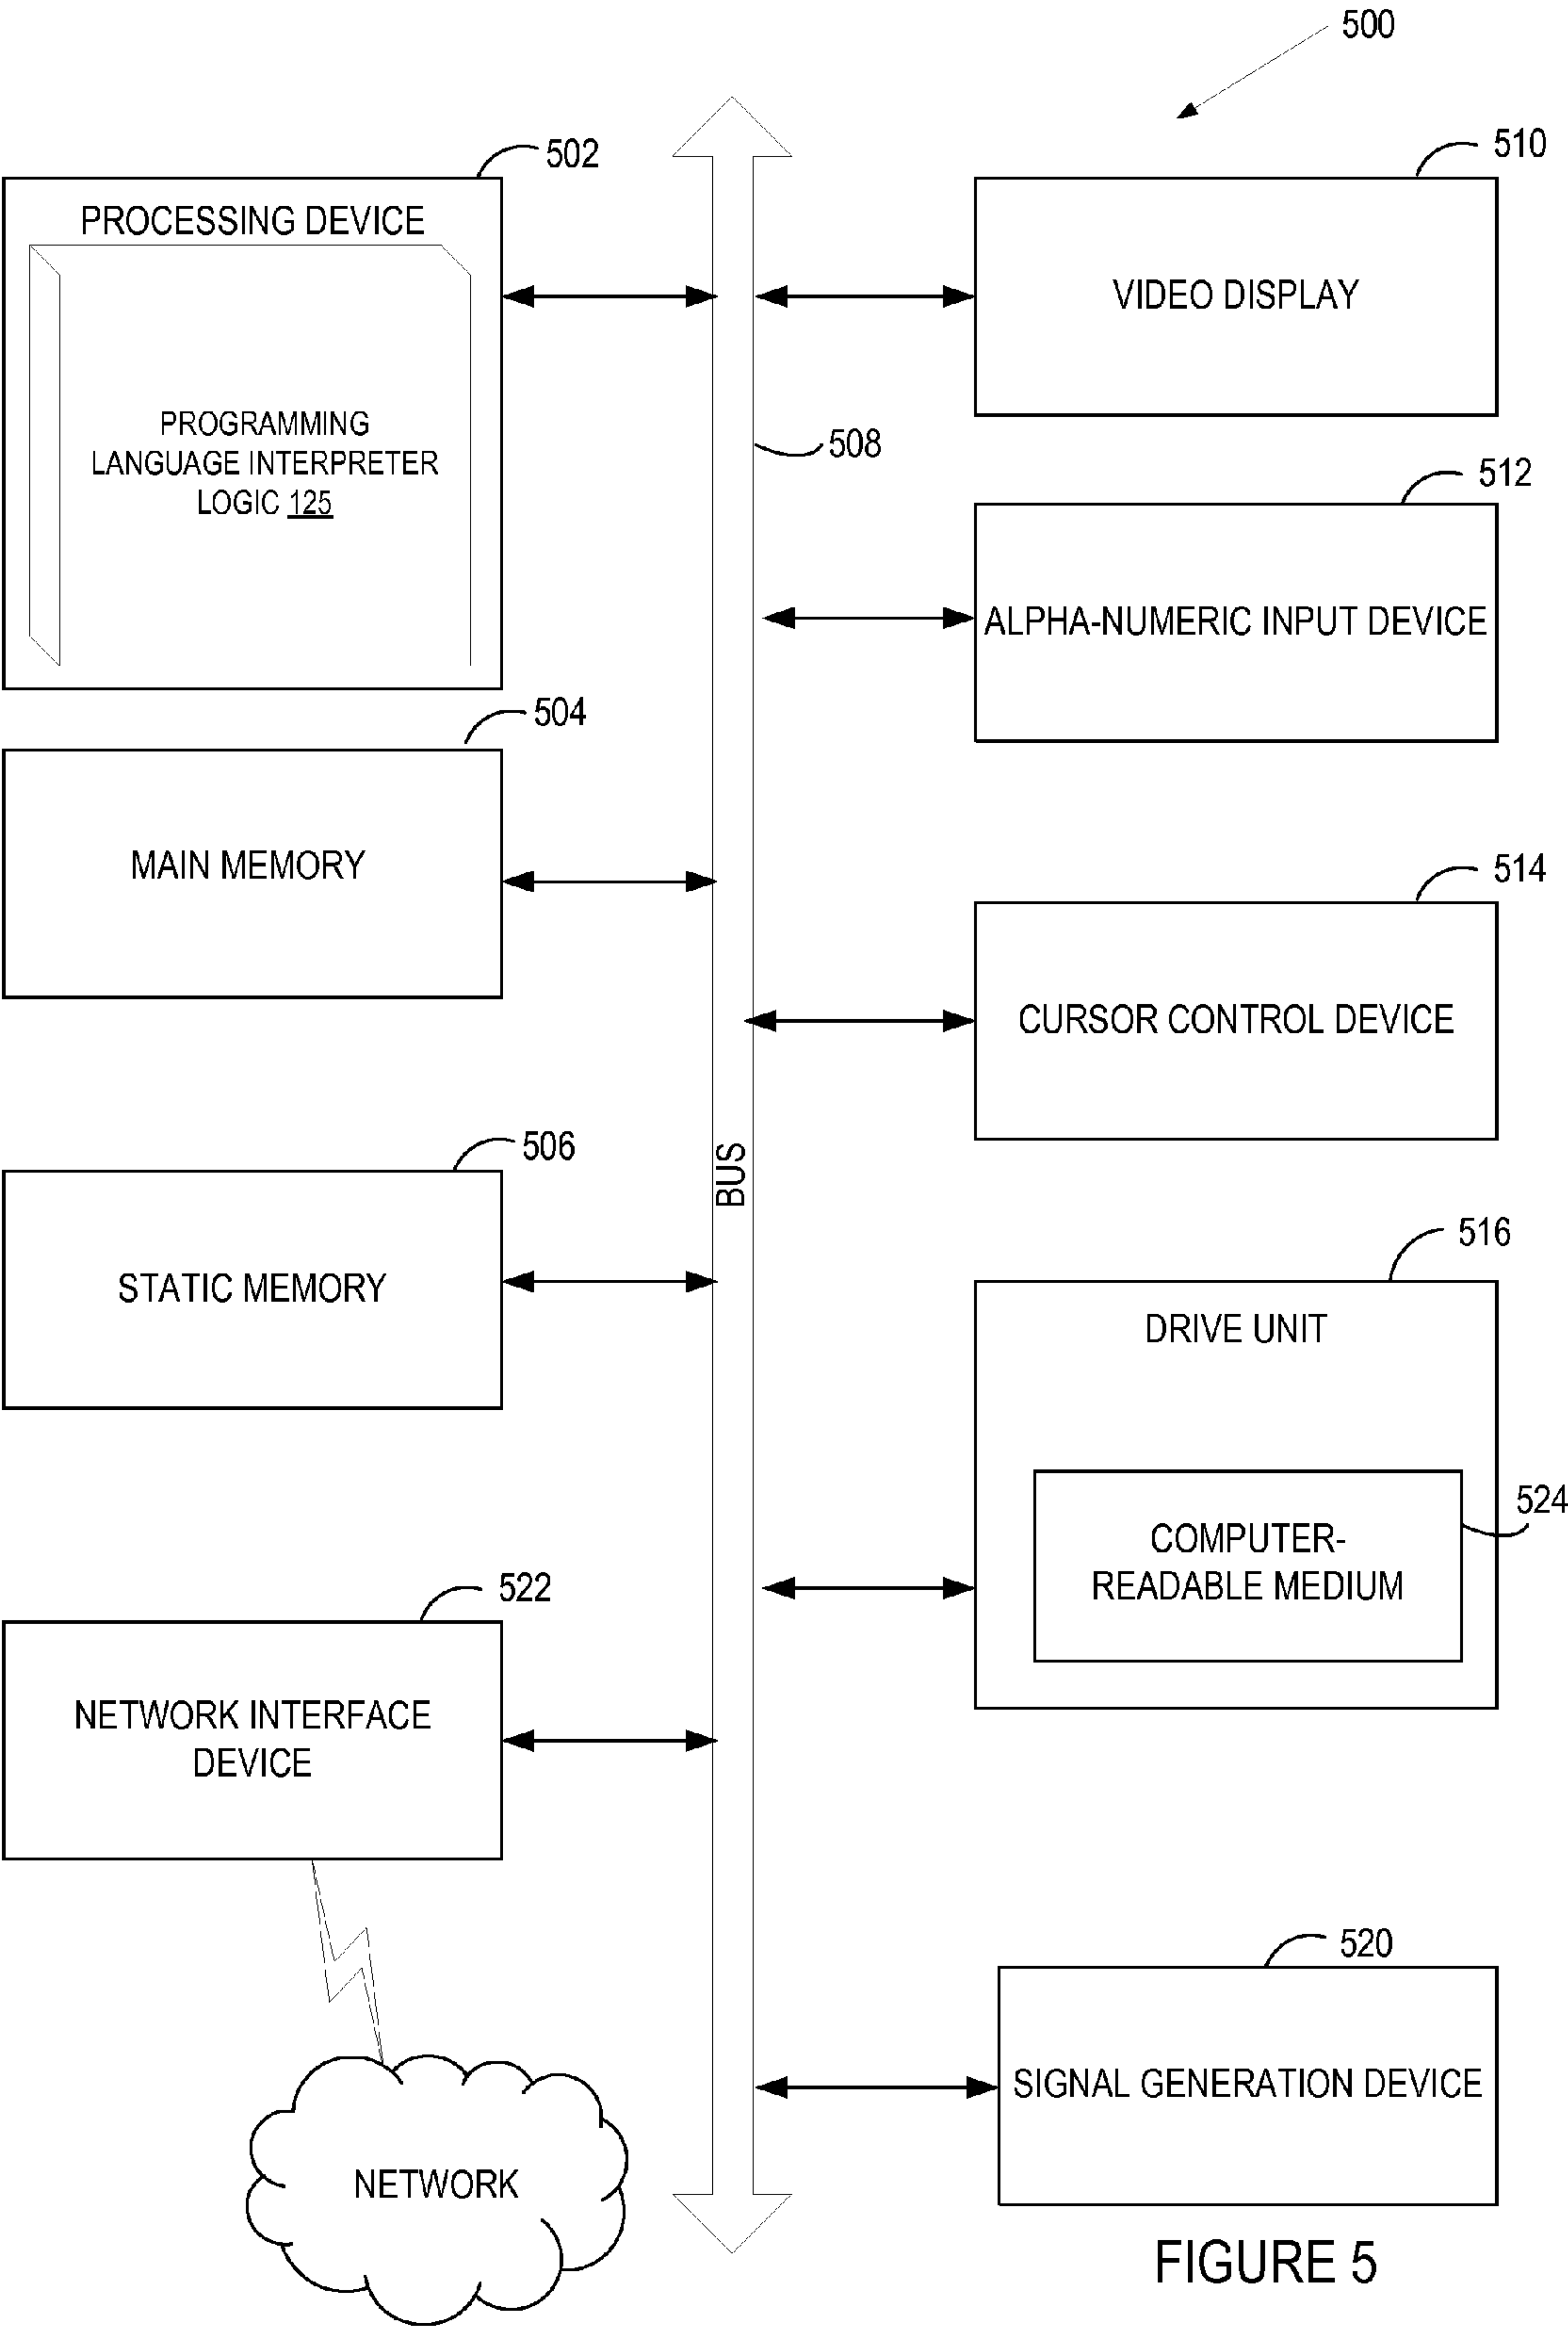 500
502
PROCESSING DEVICE
PROGRAMMING
LANGUAGE INTERPRETER
LOGIC 125
504
MAIN MEMORY
506
STATIC MEMORY
522
NETWORK INTERFACE
DEVICE
NETWORK
508
BUS
510
VIDEO DISPLAY
512
ALPHA-NUMERIC INPUT DEVICE
514
CURSOR CONTROL DEVICE
516
DRIVE UNIT
524
COMPUTER-
READABLE MEDIUM
520
SIGNAL GENERATION DEVICE
FIGURE 5